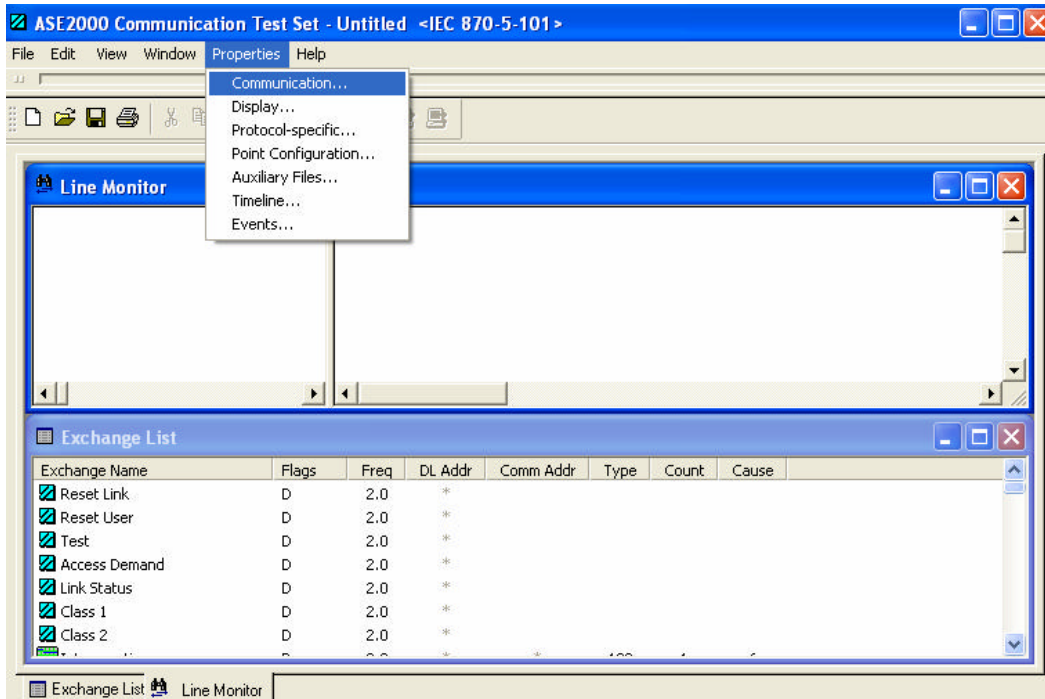 ASE2000 Communication Test Set - Untitled <IEC 870-5-101>
File Edit View Window Properties Help
Communication...
Display...
Protocol-specific...
Point Configuration...
Auxiliary Files...
Timeline...
Events...
Line Monitor
Exchange List
Exchange Name Flags Freq DL Addr Comm Addr Type Count Cause
Reset Link D 2.0 *
Reset User D 2.0 *
Test D 2.0 *
Access Demand D 2.0 *
Link Status D 2.0 *
Class 1 D 2.0 *
Class 2 D 2.0 *
Exchange List Line Monitor